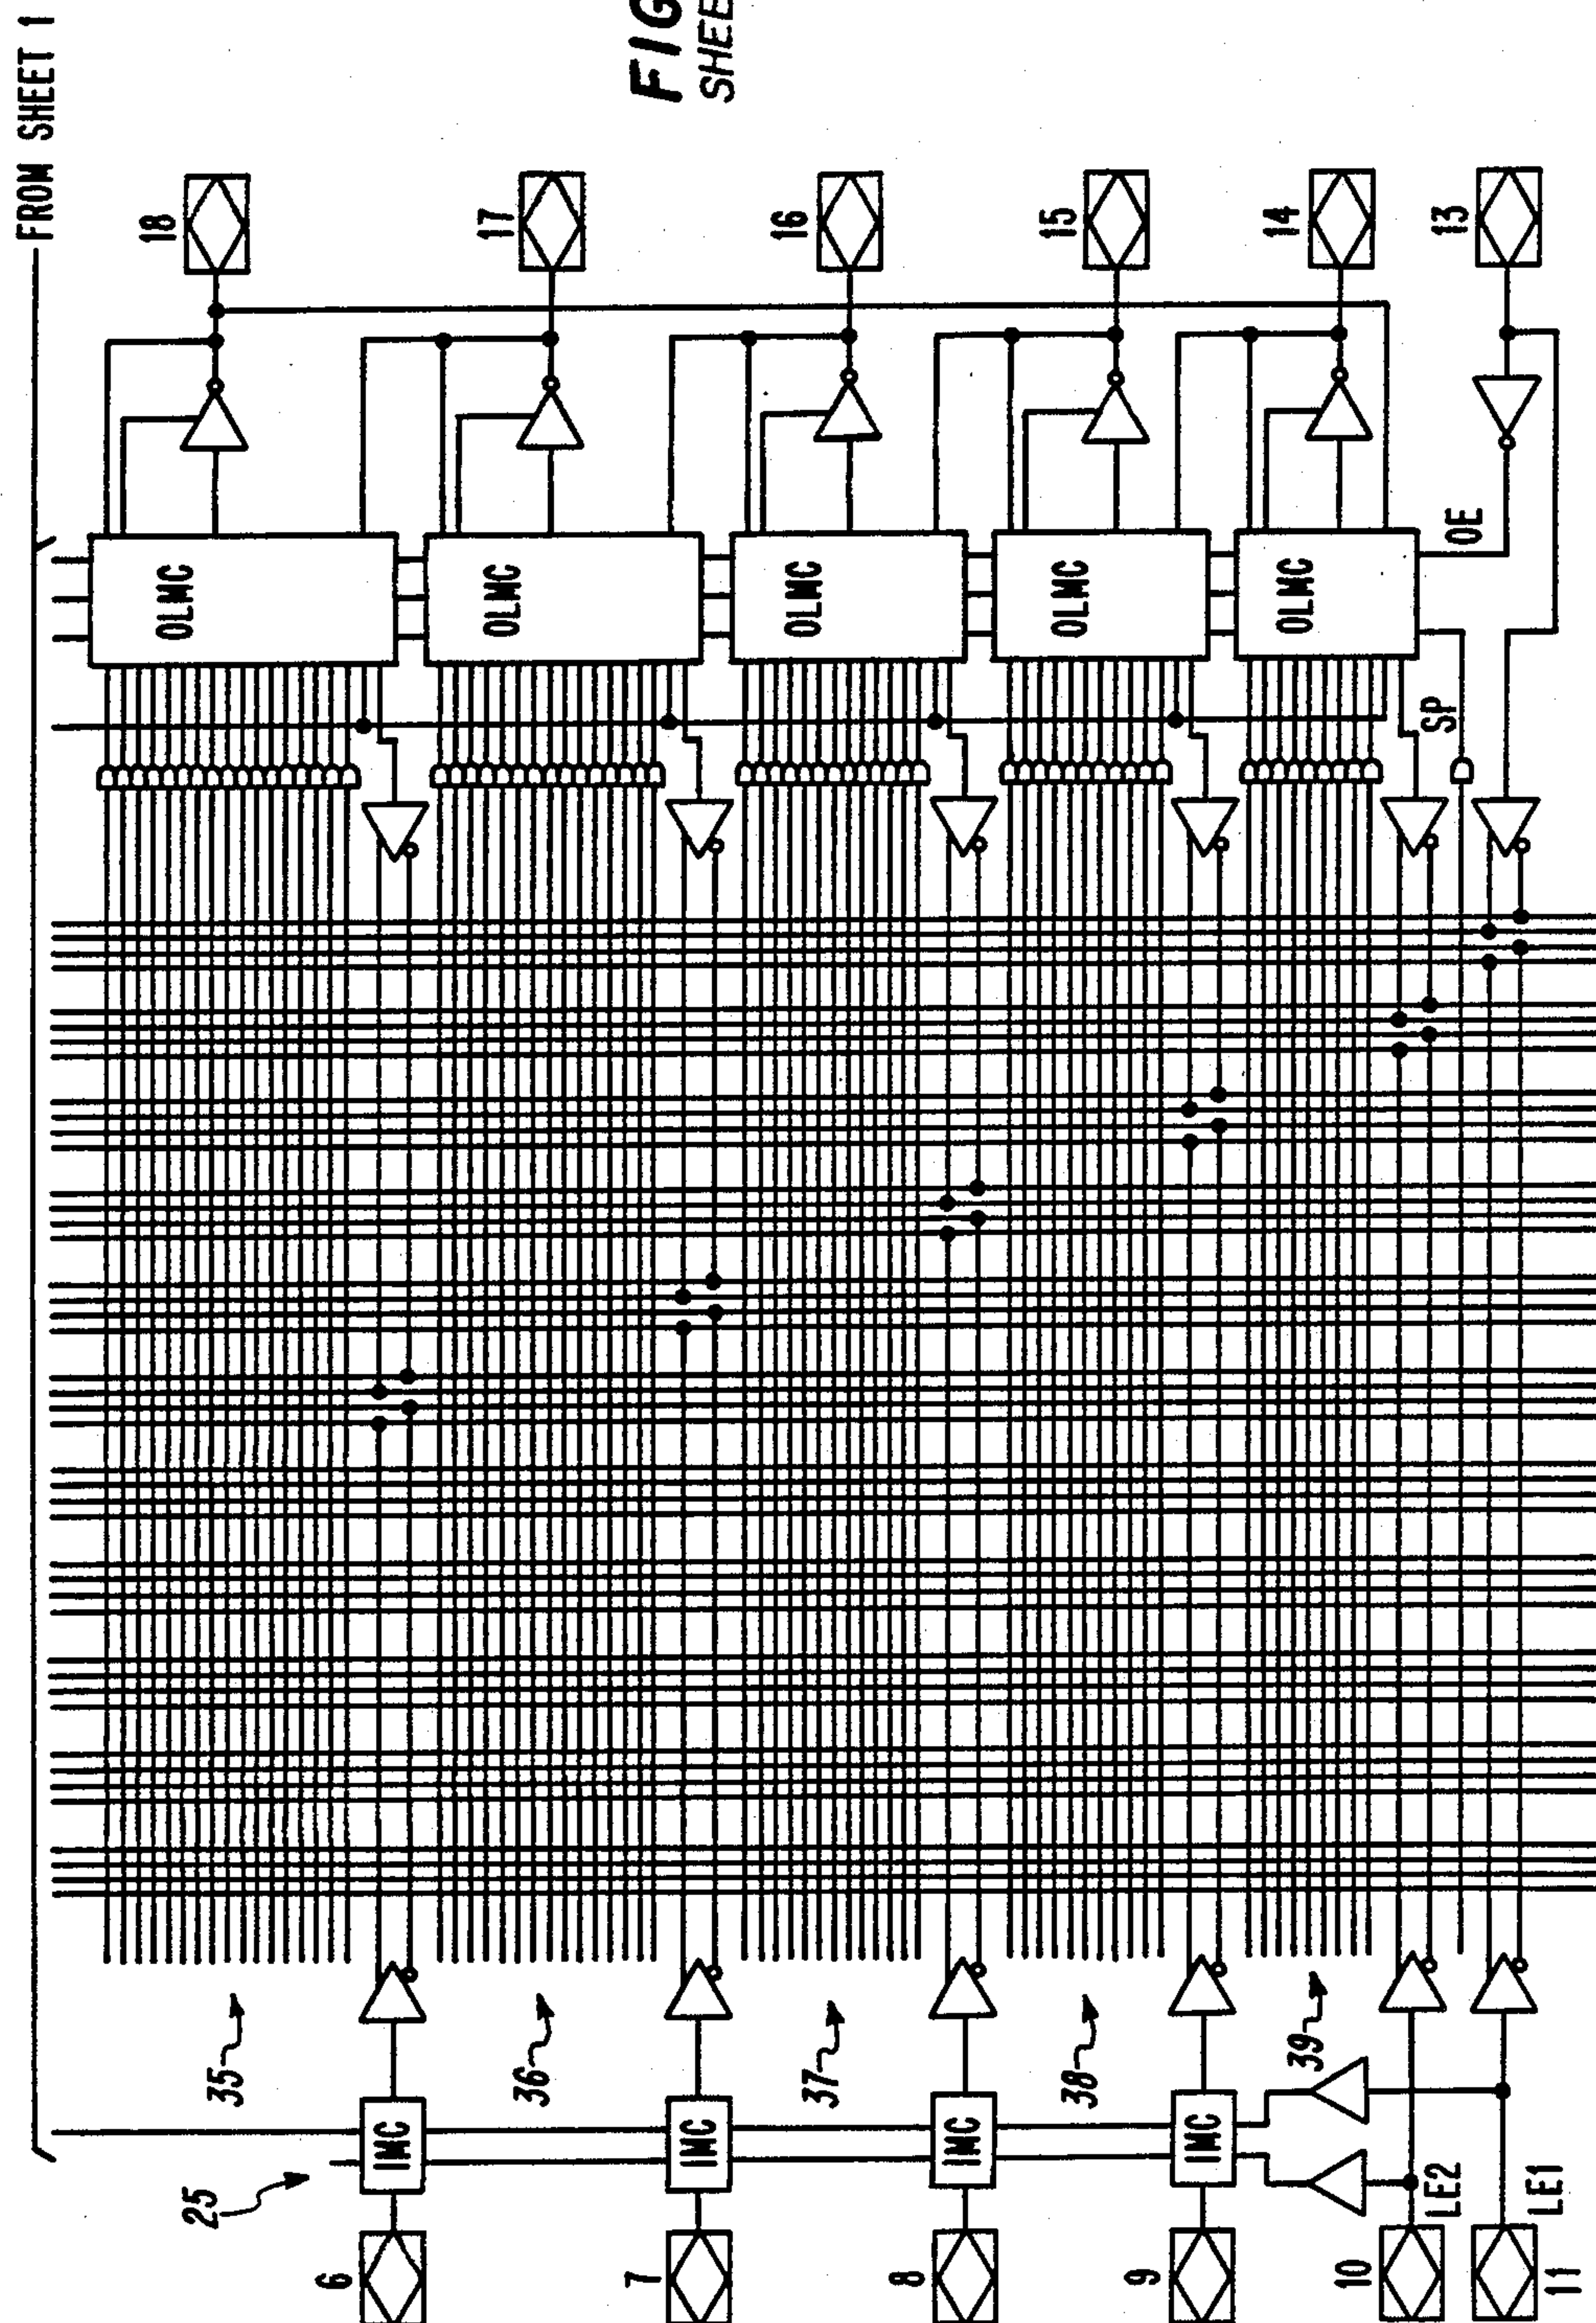 FROM SHEET 1
FIG
SHEE
18
17
16
15
14
13
OLMC
OLMC
OLMC
OLMC
OLMC
OE
SP
35
36
37
38
39
25
IMC
IMC
IMC
IMC
LE2
LE1
6
7
8
9
10
11